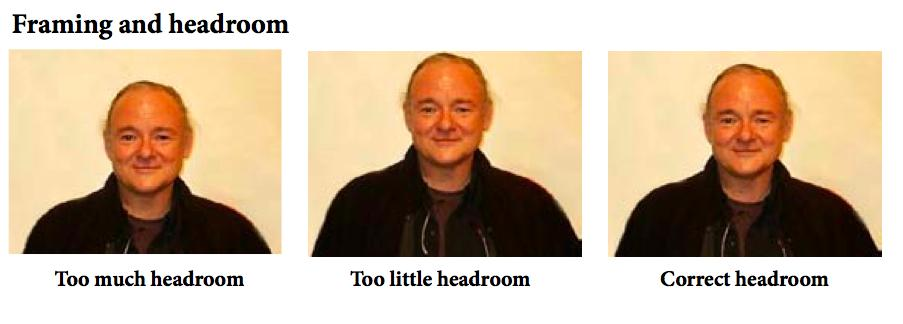 Framing and headroom
Too much headroom
Too little headroom
Correct headroom